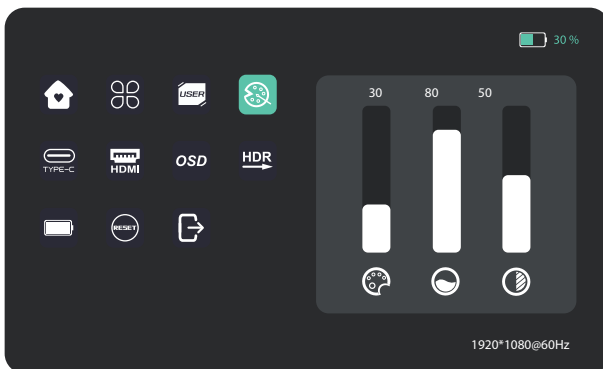 30 %
30 80 50
USER
TYPE-C HDMI OSD HDR
RESET
1920*1080@60Hz